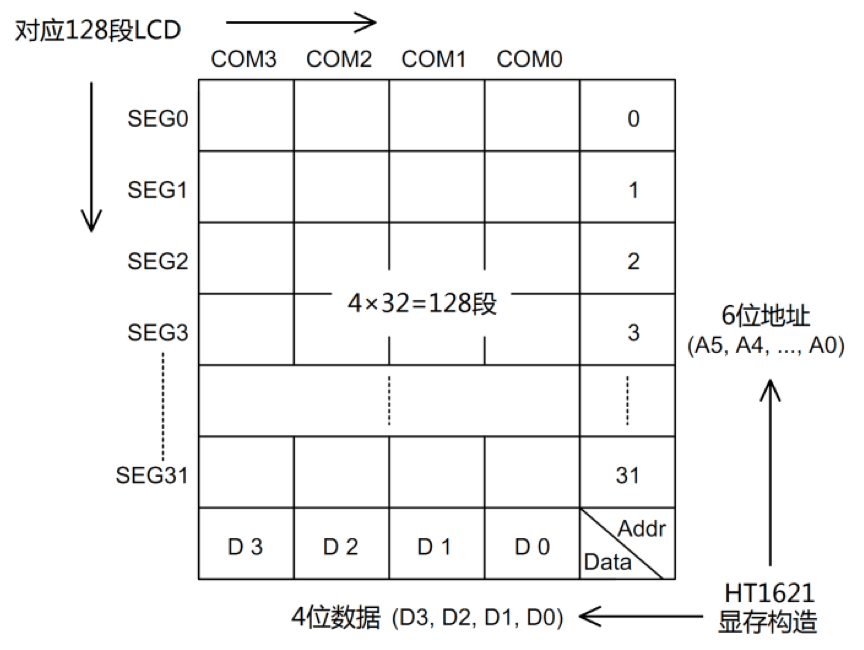 对应128段LCD
COM3 COM2 COM1 COM0
SEG0 0
SEG1 1
SEG2 2
4×32=128段
SEG3 3
6位地址
(A5, A4, ..., A0)
SEG31 31
D 3 D 2 D 1 D 0 Addr
Data
4位数据 (D3, D2, D1, D0)
HT1621
显存构造